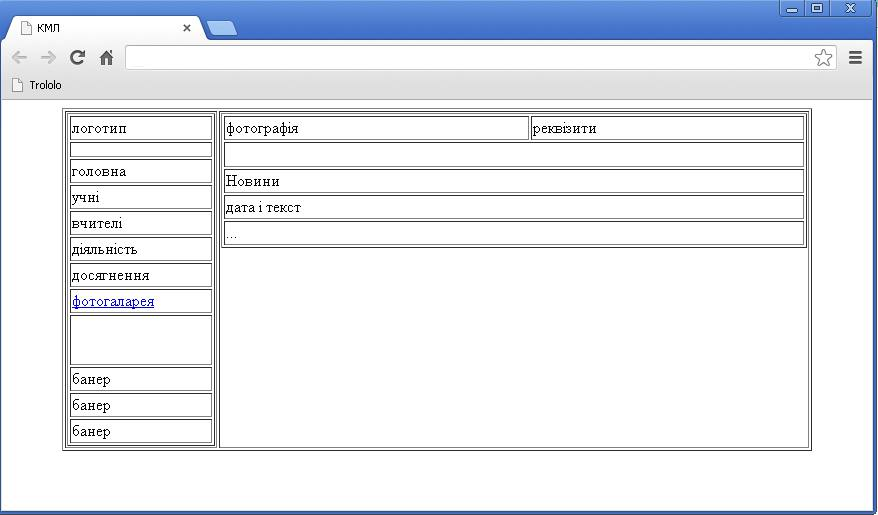 КМЛ
Trololo
логотип
головна
учні
вчителі
діяльність
досягнення
фотогаларея
банер
банер
банер
фотографія
реквізити
Новини
дата і текст
...